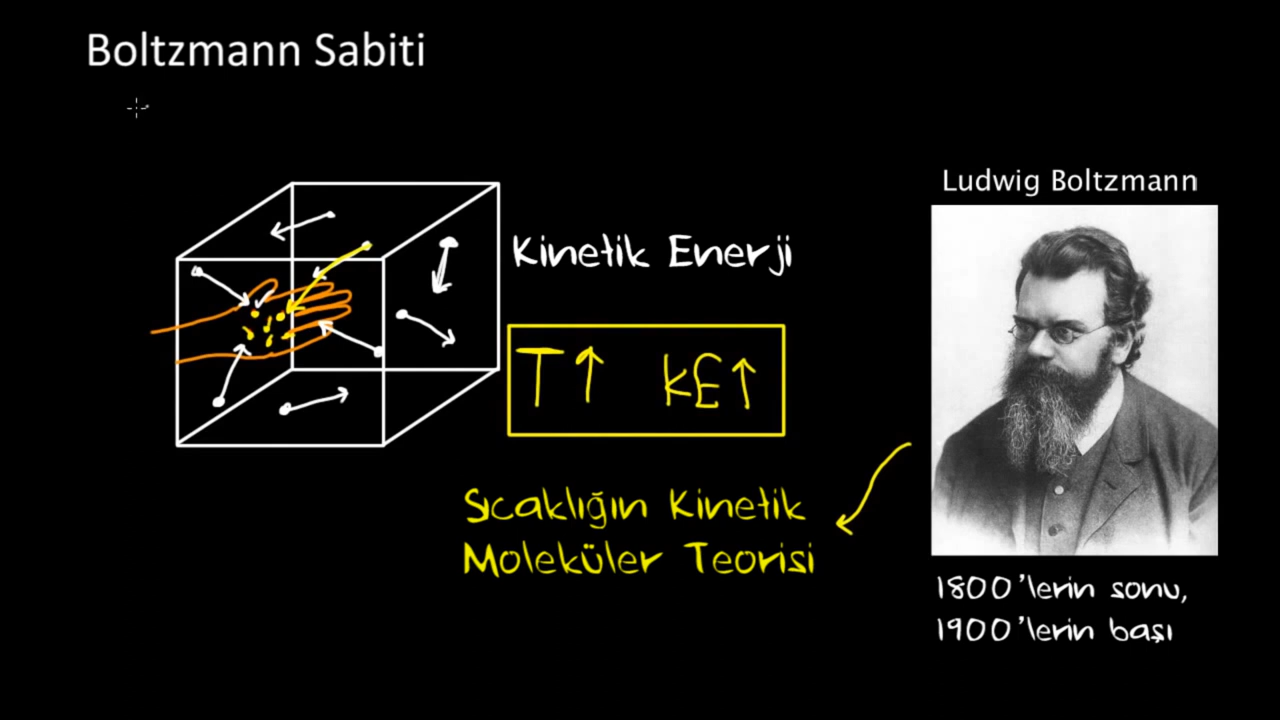 Boltzmann Sabiti
Ludwig Boltzmann
Kinetik Enerji
T↑ KE↑
Sıcaklığın Kinetik
Moleküler Teorisi
1800'lerin sonu,
1900'lerin başı